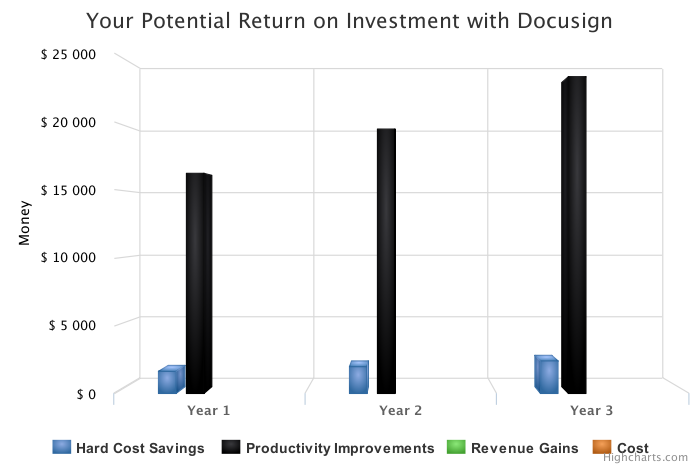 Your Potential Return on Investment with Docusign
$ 25 000
$ 20 000
$ 15 000
$ 10 000
$ 5 000
$ 0
Money
Year 1 Year 2 Year 3
Hard Cost Savings Productivity Improvements Revenue Gains Cost
Highcharts.com